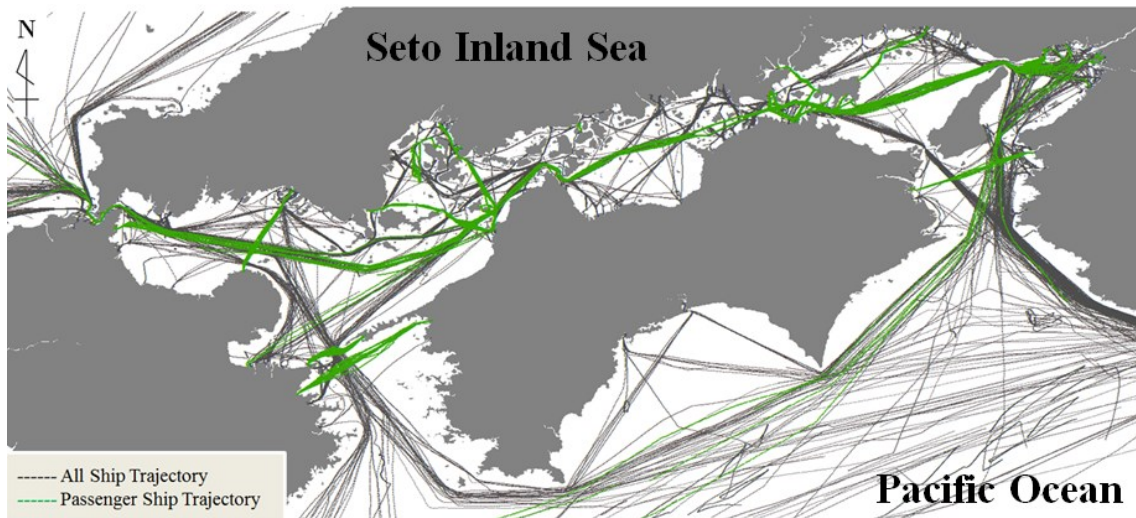 N
Seto Inland Sea
All Ship Trajectory
Passenger Ship Trajectory
Pacific Ocean